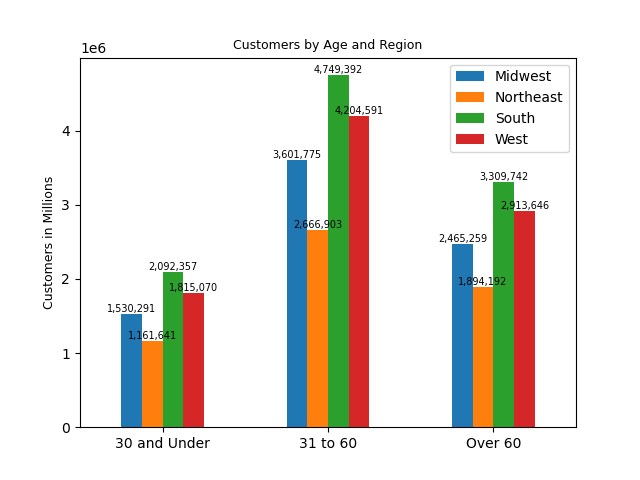 Customers by Age and Region
1e6
Customers in Millions
4
3
2
1
0
Midwest
Northeast
South
West
1,530,291
1,161,641
2,092,357
1,815,070
3,601,775
2,666,903
4,749,392
4,204,591
2,465,259
1,894,192
3,309,742
2,913,646
30 and Under
31 to 60
Over 60